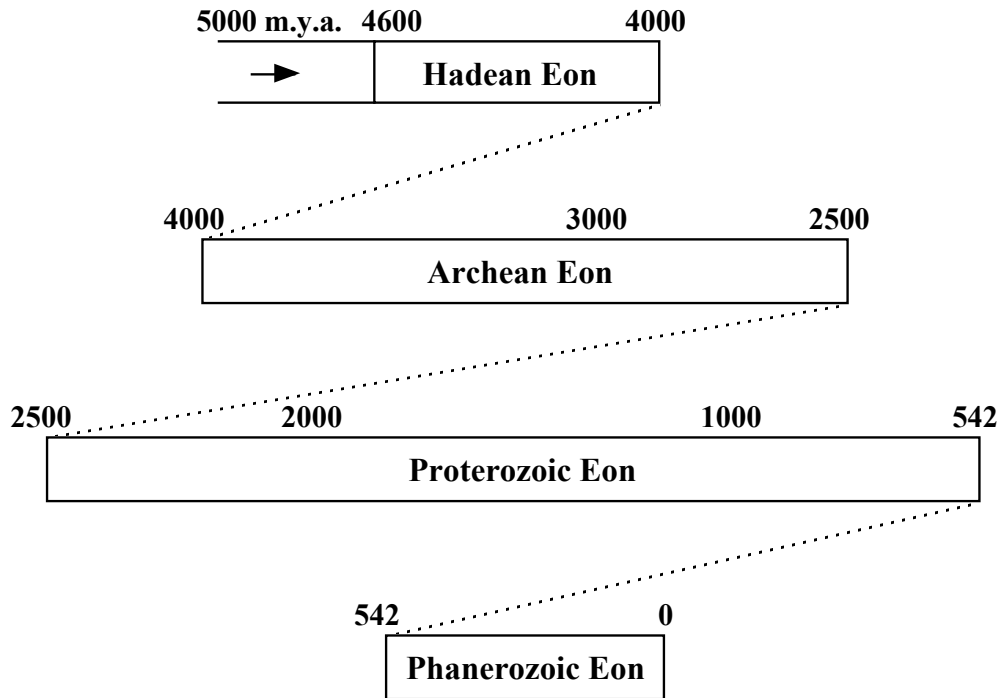 5000 m.y.a. 4600 4000
Hadean Eon
4000 3000 2500
Archean Eon
2500 2000 1000 542
Proterozoic Eon
542 0
Phanerozoic Eon